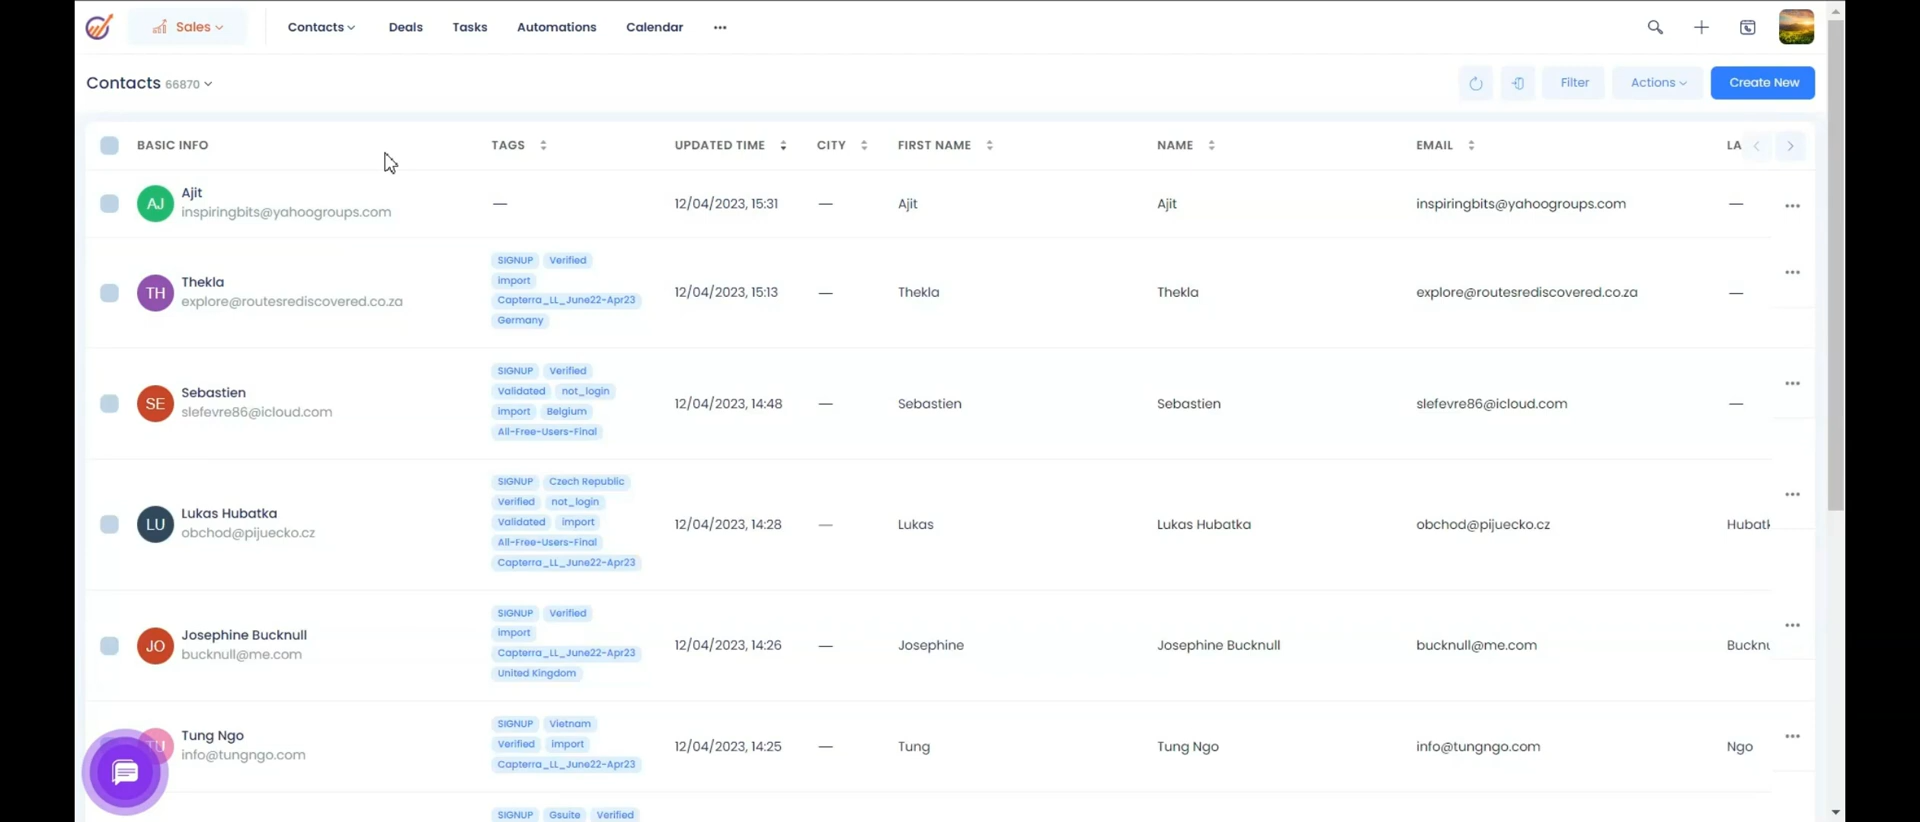 Sales Contacts Deals Tasks Automations Calendar
Contacts 66870 Filter Actions Create New
BASIC INFO TAGS UPDATED TIME CITY FIRST NAME NAME EMAIL LA
AJ Ajit
inspiringbits@yahoogroups.com — 12/04/2023, 15:31 — Ajit Ajit inspiringbits@yahoogroups.com —
SIGNUP Verified
import
TH Thekla
explore@routesrediscovered.co.za 12/04/2023, 15:13 — Thekla Thekla explore@routesrediscovered.co.za —
Capterra_LL_June22-Apr23
Germany
SIGNUP Verified
Validated not_login
SE Sebastien
slefevre86@icloud.com 12/04/2023, 14:48 — Sebastien Sebastien slefevre86@icloud.com —
import Belgium
All-Free-Users-Final
SIGNUP Czech Republic
Verified not_login
LU Lukas Hubatka
obchod@pijuecko.cz 12/04/2023, 14:28 — Lukas Lukas Hubatka obchod@pijuecko.cz
Validated import
All-Free-Users-Final
Capterra_LL_June22-Apr23
SIGNUP Verified
import
JO Josephine Bucknull
bucknull@me.com 12/04/2023, 14:26 — Josephine Josephine Bucknull bucknull@me.com
Capterra_LL_June22-Apr23
United Kingdom
SIGNUP Vietnam
Verified import
Tung Ngo
info@tungngo.com 12/04/2023, 14:25 — Tung Tung Ngo info@tungngo.com Ngo
Capterra_LL_June22-Apr23
SIGNUP Gsuite Verified